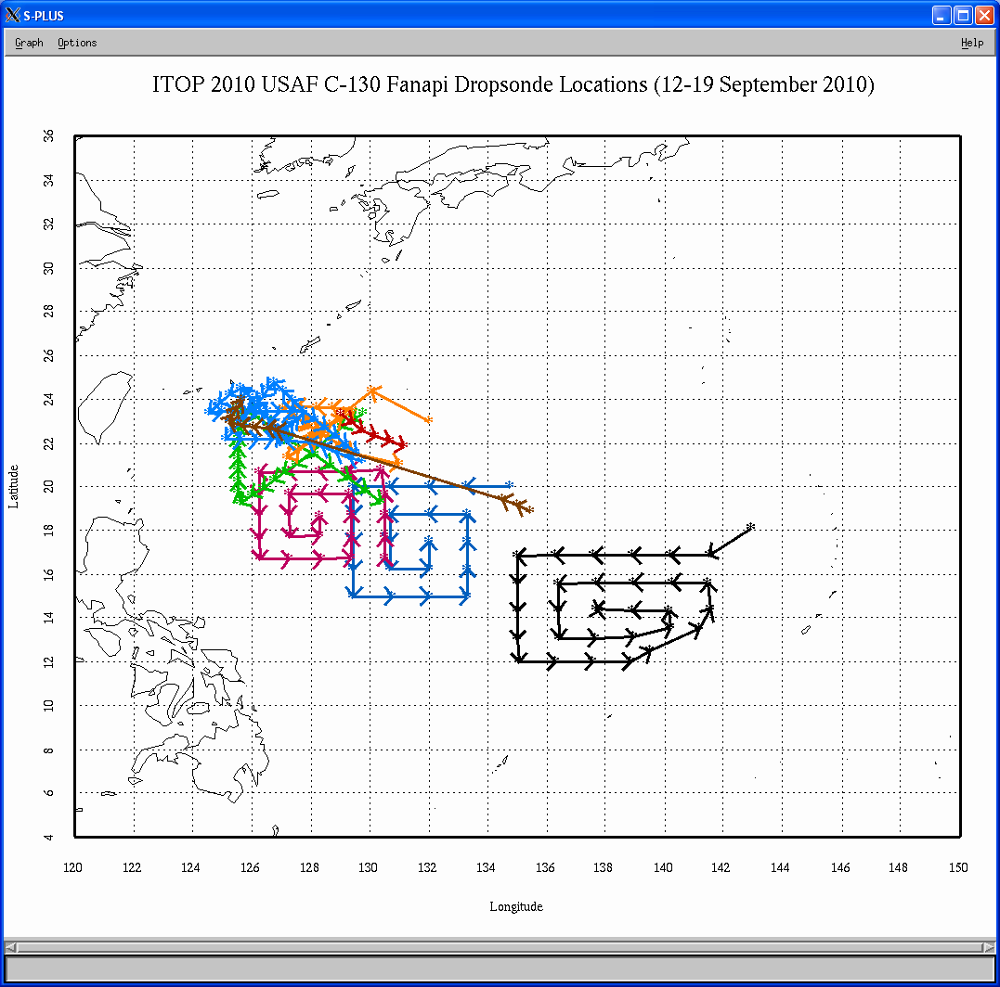 S-PLUS
Graph Options Help
ITOP 2010 USAF C-130 Fanapi Dropsonde Locations (12-19 September 2010)
36
34
32
30
28
26
24
22
20
18
16
14
12
10
8
6
4
Latitude
120 122 124 126 128 130 132 134 136 138 140 142 144 146 148 150
Longitude